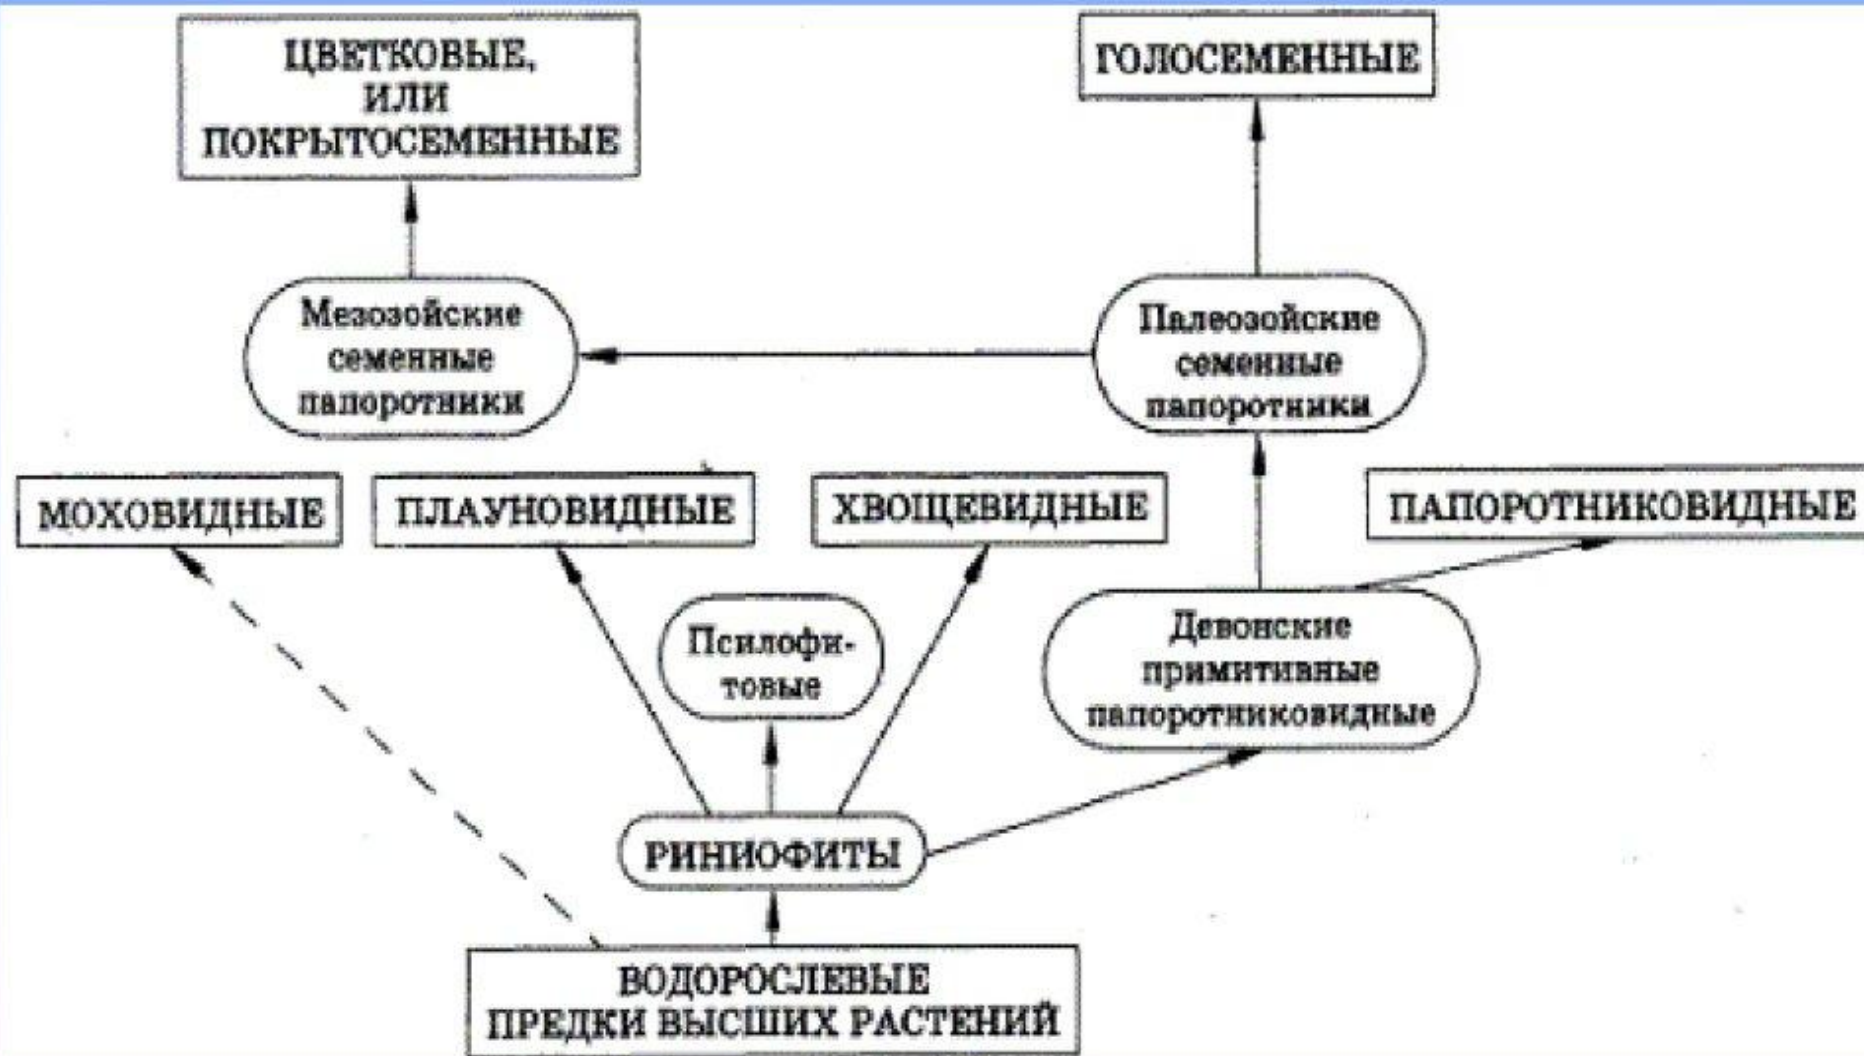 ЦВЕТКОВЫЕ,
ИЛИ
ПОКРЫТОСЕМЕННЫЕ
ГОЛОСЕМЕННЫЕ
Мезозойские
семенные
папоротники
Палеозойские
семенные
папоротники
МОХОВИДНЫЕ
ПЛАУНОВИДНЫЕ
ХВОЩЕВИДНЫЕ
ПАПОРОТНИКОВИДНЫЕ
Псилофи-
товые
Девонские
примитивные
папоротниковидные
РИНИОФИТЫ
ВОДОРОСЛЕВЫЕ
ПРЕДКИ ВЫСШИХ РАСТЕНИЙ